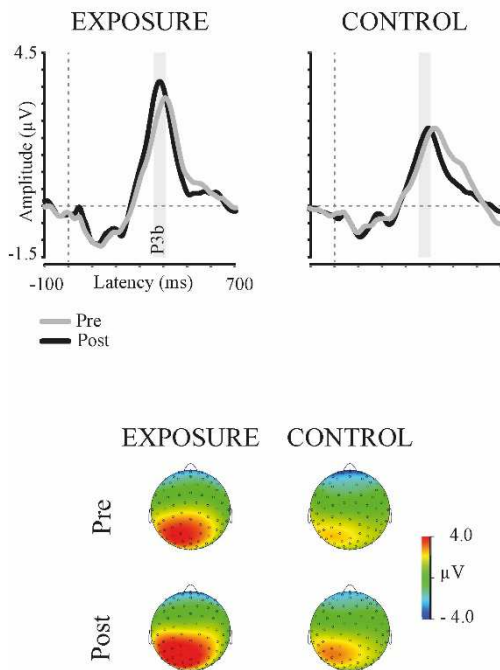 EXPOSURE CONTROL
4.5
Amplitude (µV)
-1.5
P3b
-100 Latency (ms) 700
Pre
Post
EXPOSURE CONTROL
Pre
4.0
µV
- 4.0
Post